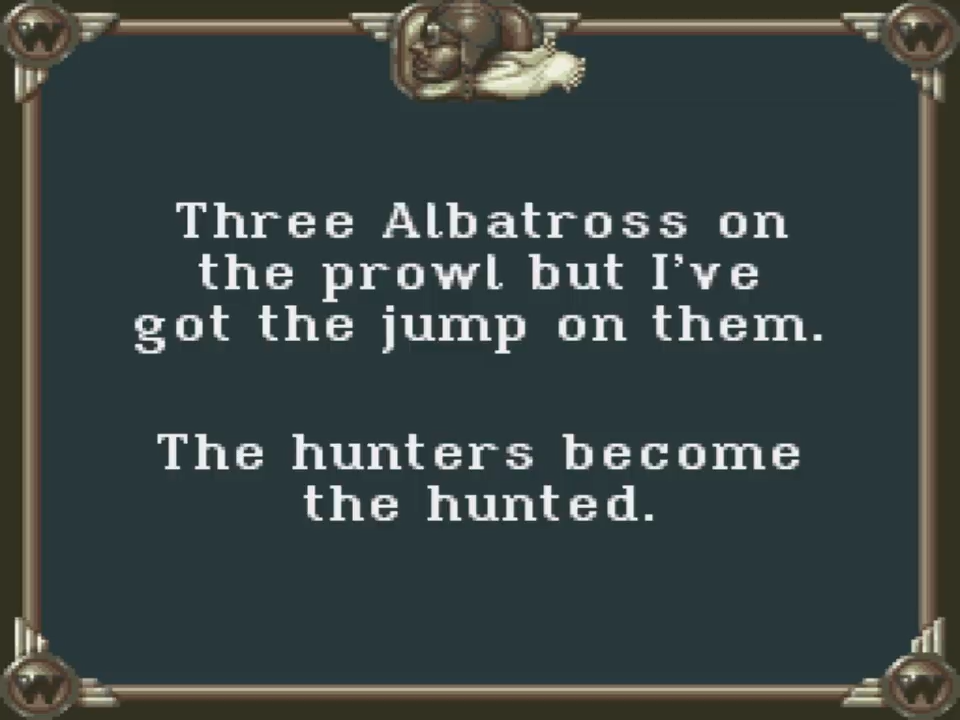 Three Albatross on
the prowl but I've
got the jump on them.
The hunters become
the hunted.
W
W
W
W